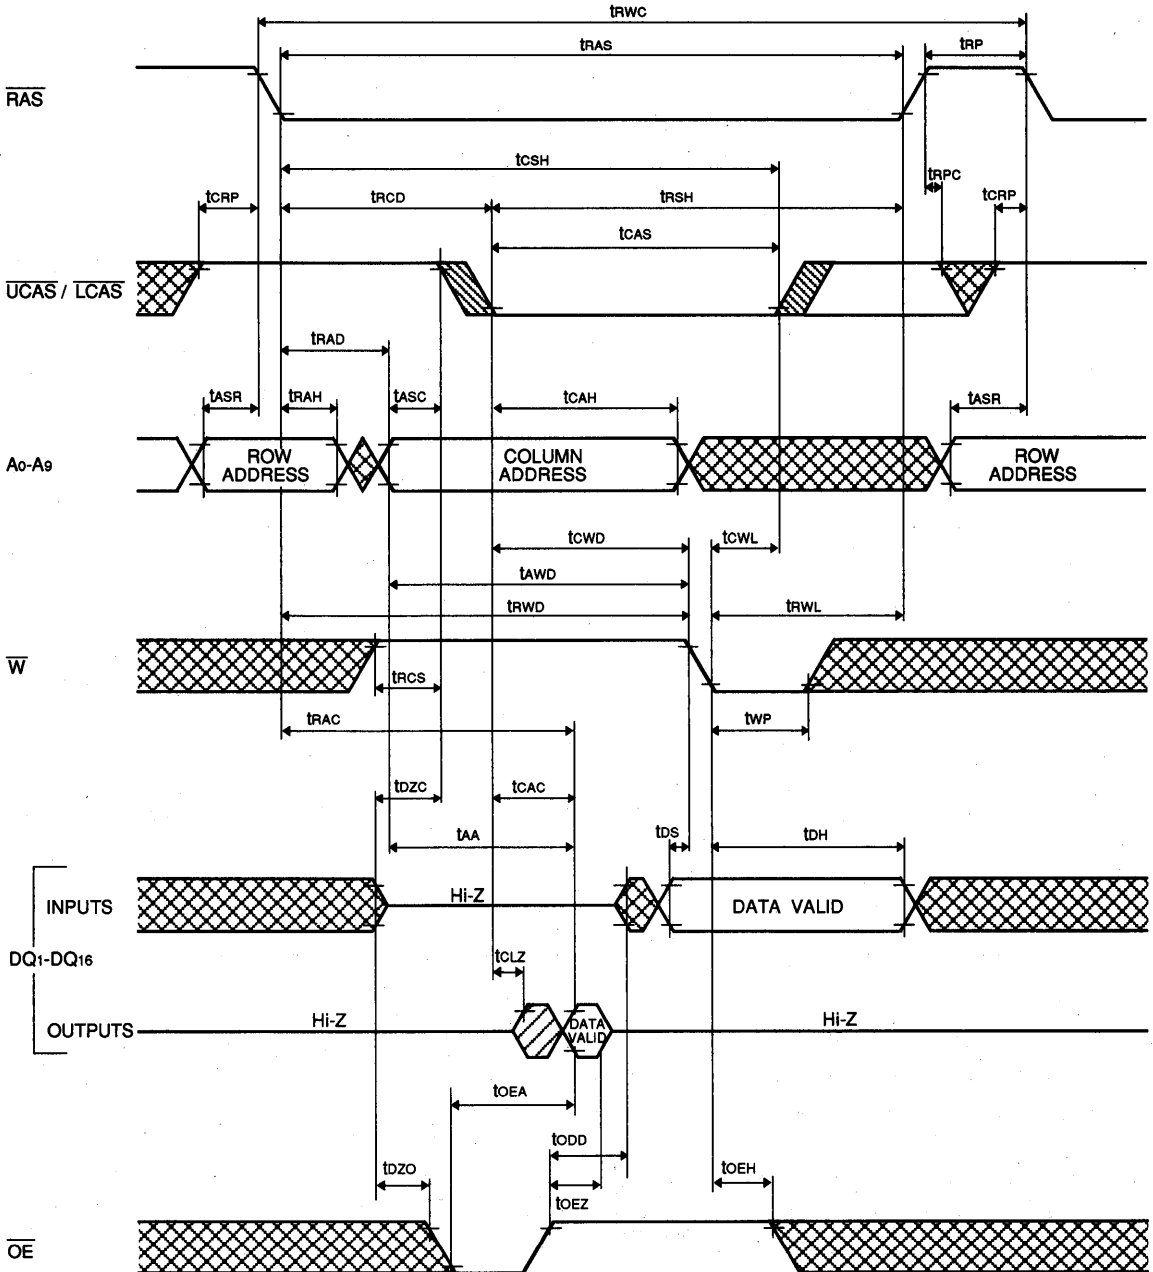 tRWC
tRAS
tRP
RAS
tCSH
tRPC
tCRP
tRCD
tRSH
tCRP
tCAS
UCAS / LCAS
tRAD
tASR
tRAH
tASC
tCAH
tASR
A0-A9
ROW ADDRESS
COLUMN ADDRESS
ROW ADDRESS
tCWD
tCWL
tAWD
tRWD
tRWL
W
tRCS
tRAC
tWP
tDZC
tCAC
tAA
tDS
tDH
INPUTS
Hi-Z
DATA VALID
DQ1-DQ16
tCLZ
OUTPUTS
Hi-Z
DATA VALID
Hi-Z
tOEA
tODD
tDZO
tOEZ
tOEH
OE